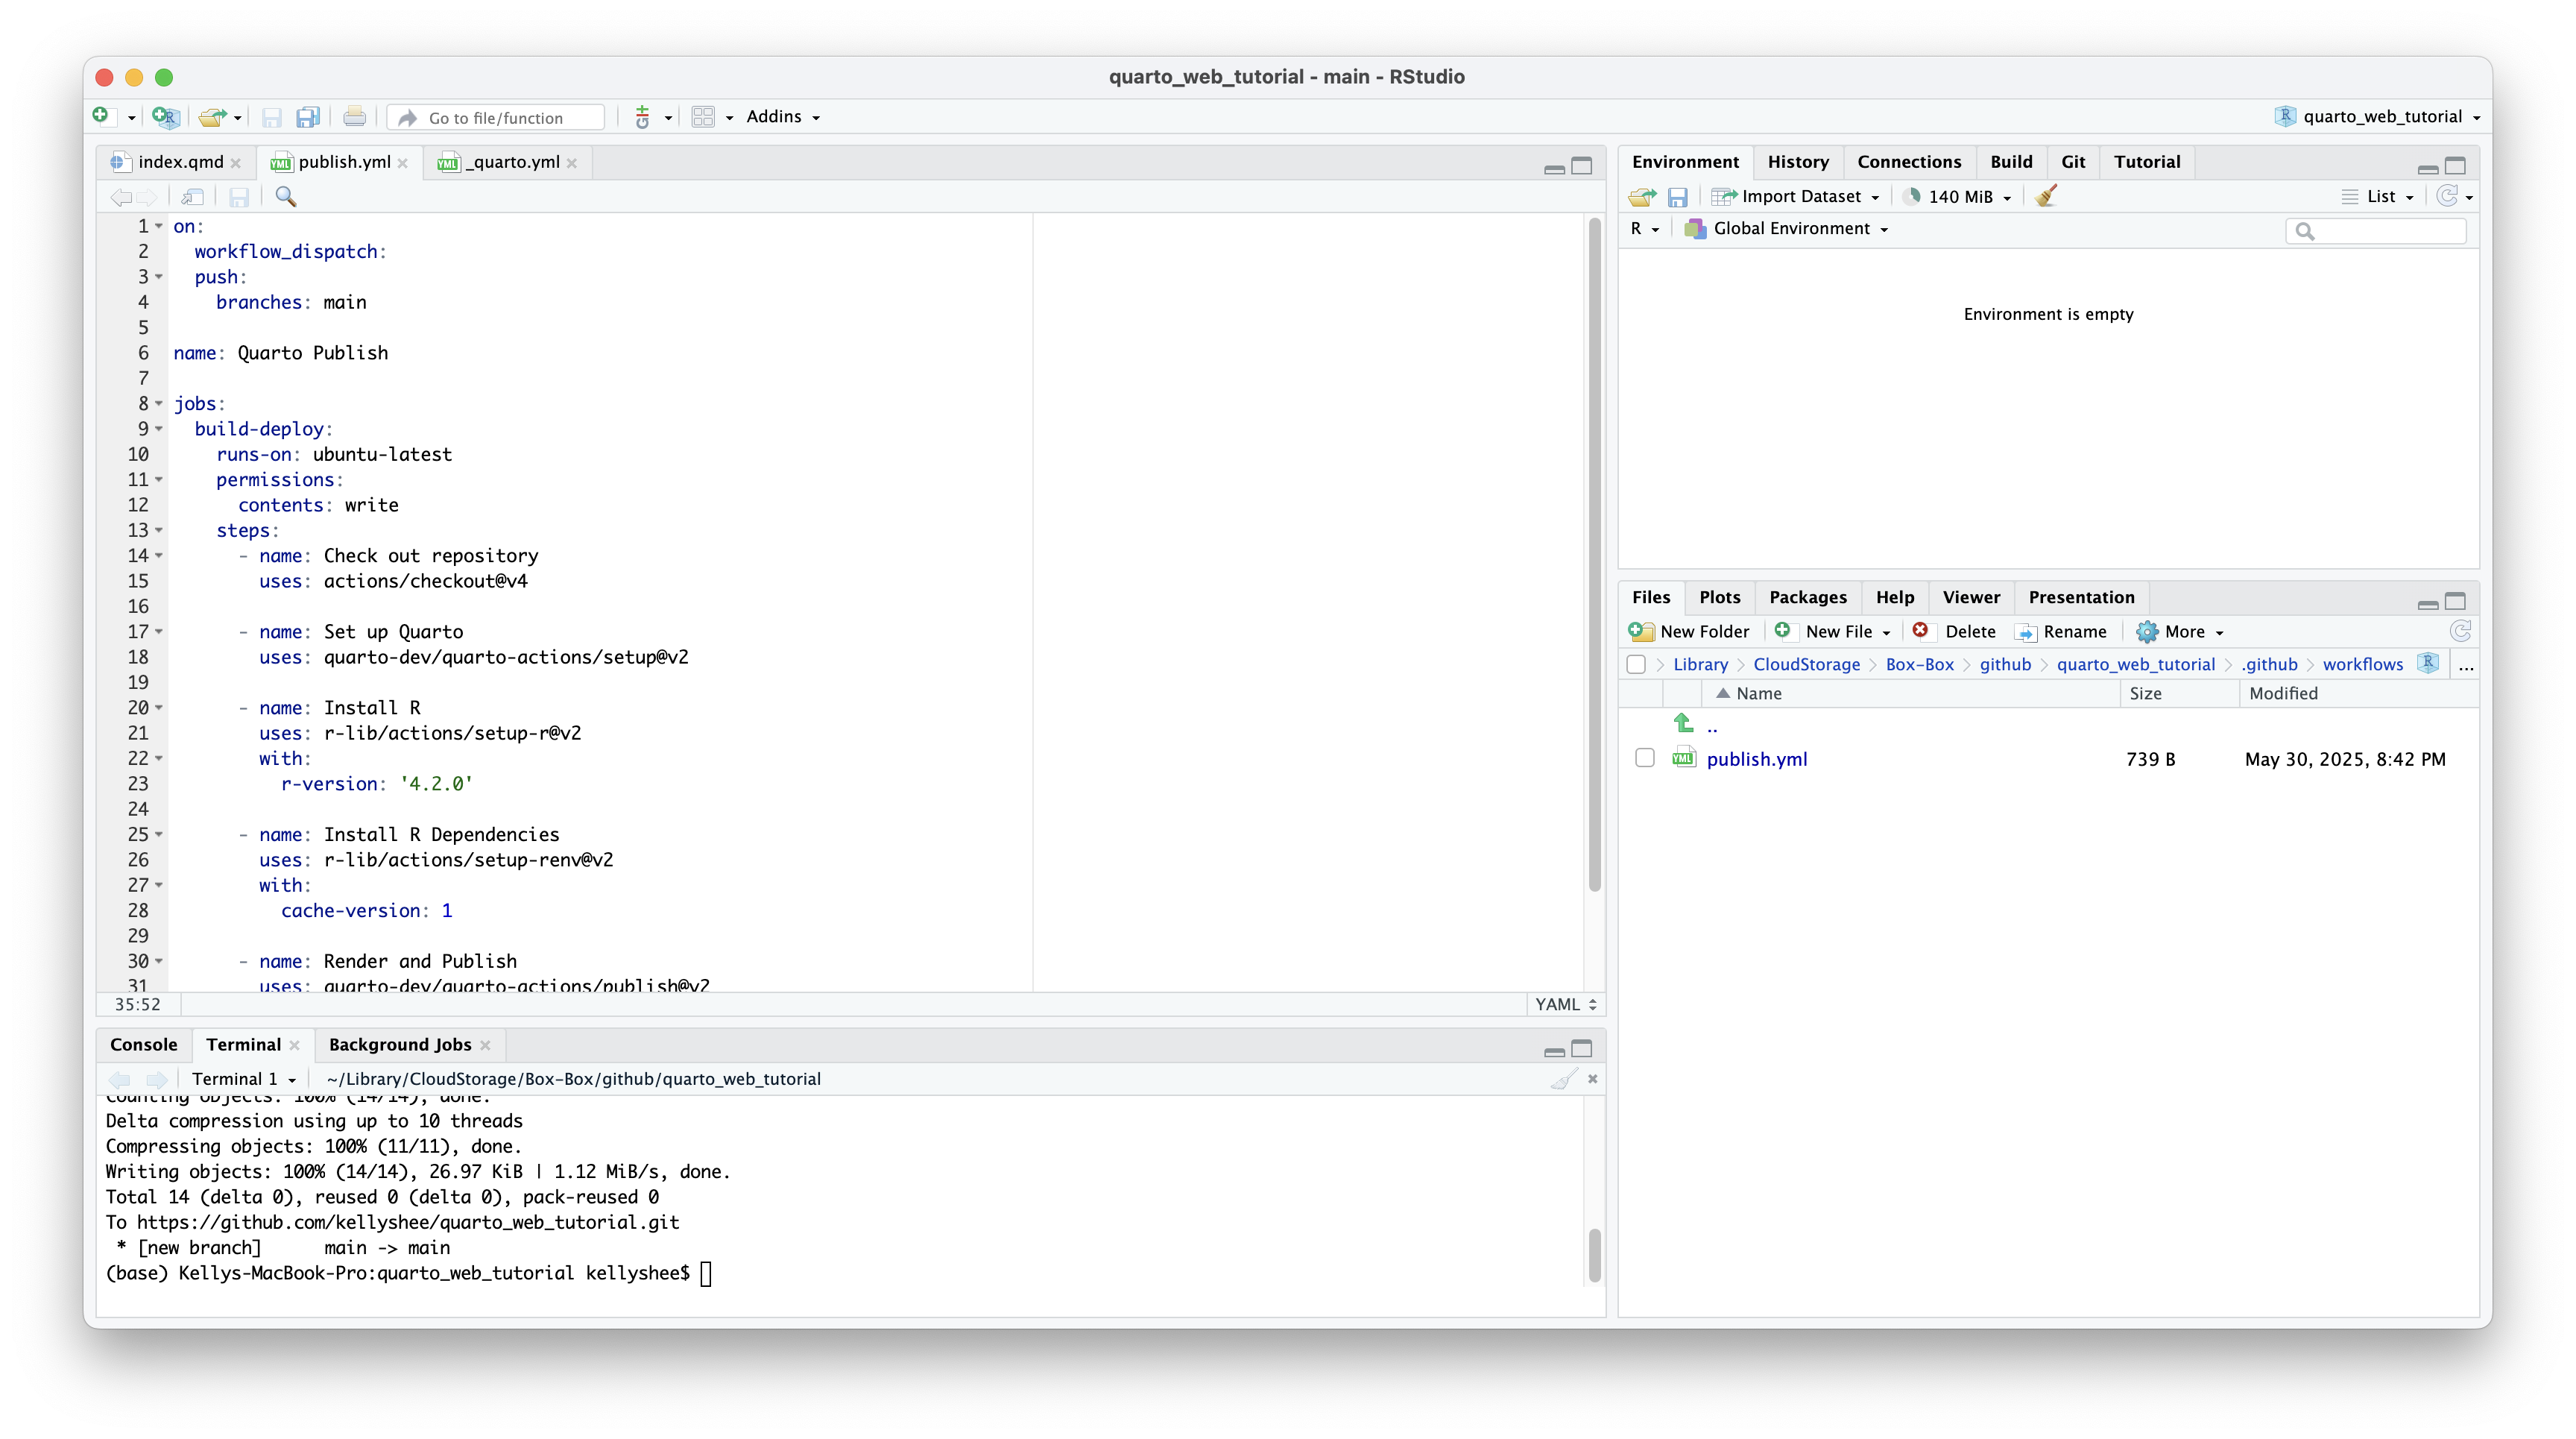 quarto_web_tutorial - main - RStudio
Go to file/function
Addins
quarto_web_tutorial
index.qmd
publish.yml
_quarto.yml
1 on:
2 workflow_dispatch:
3 push:
4 branches: main
5
6 name: Quarto Publish
7
8 jobs:
9 build-deploy:
10 runs-on: ubuntu-latest
11 permissions:
12 contents: write
13 steps:
14 - name: Check out repository
15 uses: actions/checkout@v4
16
17 - name: Set up Quarto
18 uses: quarto-dev/quarto-actions/setup@v2
19
20 - name: Install R
21 uses: r-lib/actions/setup-r@v2
22 with:
23 r-version: '4.2.0'
24
25 - name: Install R Dependencies
26 uses: r-lib/actions/setup-renv@v2
27 with:
28 cache-version: 1
29
30 - name: Render and Publish
31 uses: quarto-dev/quarto-actions/publish@v2
35:52
YAML
Console Terminal Background Jobs
Terminal 1 ~/Library/CloudStorage/Box-Box/github/quarto_web_tutorial
Counting objects: 100% (14/14), done.
Delta compression using up to 10 threads
Compressing objects: 100% (11/11), done.
Writing objects: 100% (14/14), 26.97 KiB | 1.12 MiB/s, done.
Total 14 (delta 0), reused 0 (delta 0), pack-reused 0
To https://github.com/kellyshee/quarto_web_tutorial.git
* [new branch] main -> main
(base) Kellys-MacBook-Pro:quarto_web_tutorial kellyshee$
Environment History Connections Build Git Tutorial
Import Dataset 140 MiB List
R Global Environment
Environment is empty
Files Plots Packages Help Viewer Presentation
New Folder New File Delete Rename More
Library > CloudStorage > Box-Box > github > quarto_web_tutorial > .github > workflows ...
Name Size Modified
..
publish.yml 739 B May 30, 2025, 8:42 PM